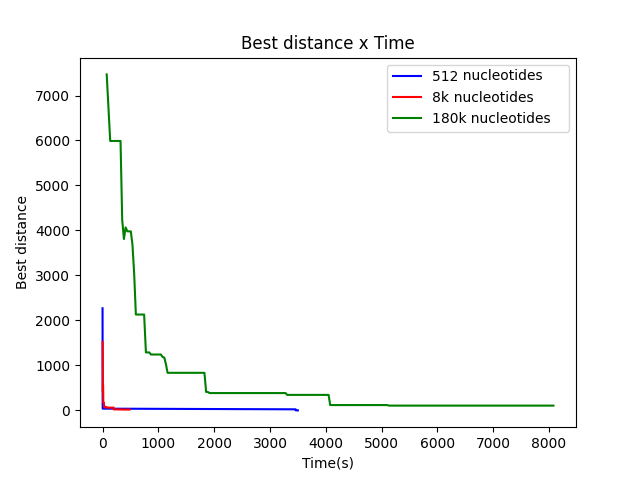 Best distance x Time
512 nucleotides
8k nucleotides
180k nucleotides
Best distance
7000
6000
5000
4000
3000
2000
1000
0
0 1000 2000 3000 4000 5000 6000 7000 8000
Time(s)